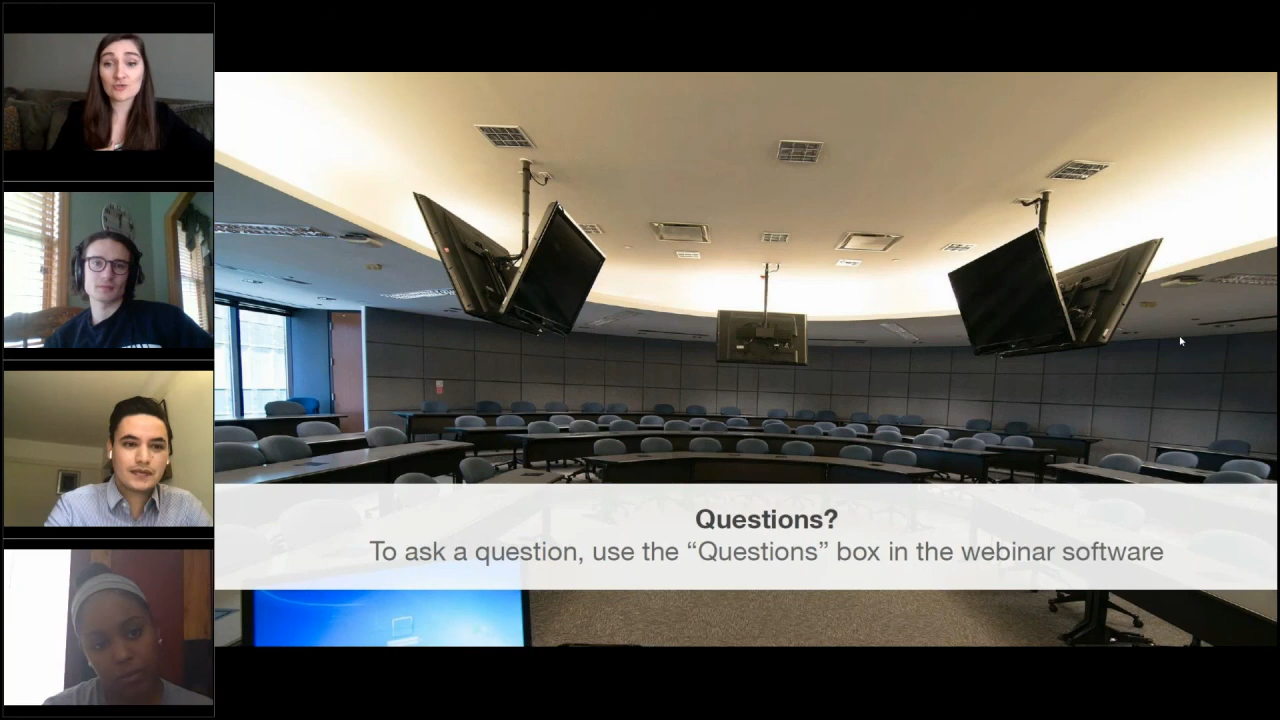 Questions?
To ask a question, use the “Questions” box in the webinar software